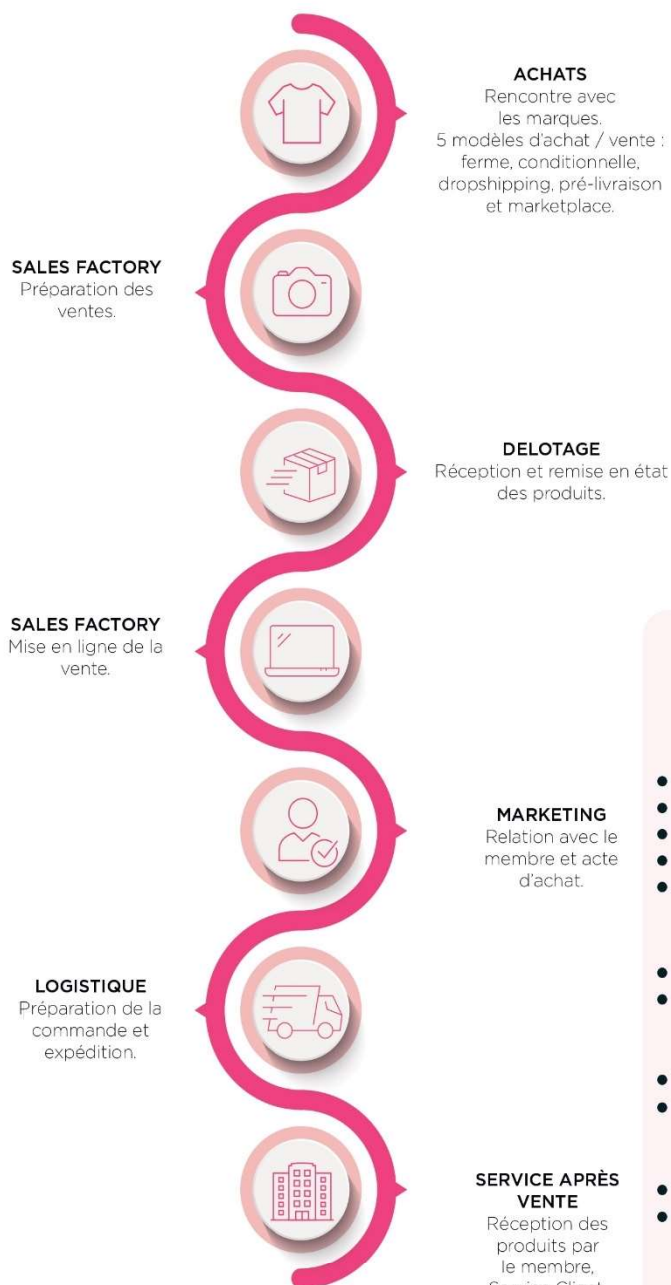 ACHATS
Rencontre avec
les marques.
5 modèles d'achat / vente :
ferme, conditionnelle,
dropshipping, pré-livraison
et marketplace.
SALES FACTORY
Préparation des
ventes.
DELOTAGE
Réception et remise en état
des produits.
SALES FACTORY
Mise en ligne de la
vente.
MARKETING
Relation avec le
membre et acte
d'achat.
LOGISTIQUE
Préparation de la
commande et
expédition.
SERVICE APRÈS
VENTE
Réception des
produits par
le membre,
Service Client